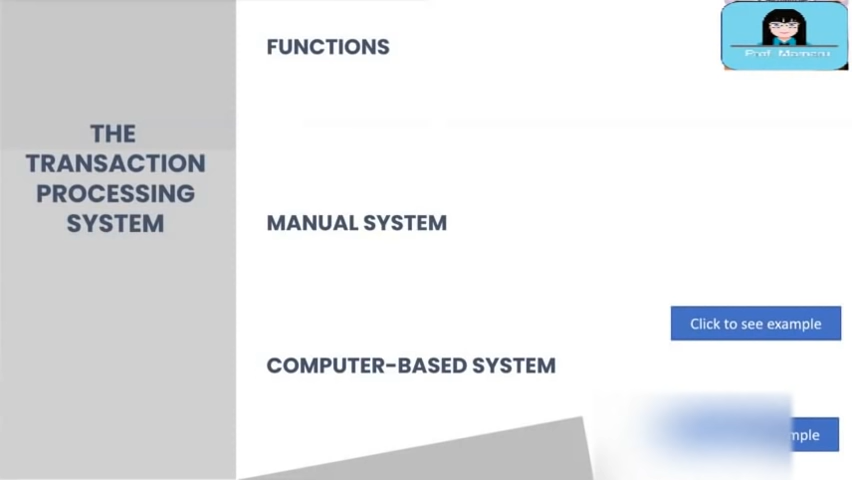 FUNCTIONS
THE
TRANSACTION
PROCESSING
SYSTEM
MANUAL SYSTEM
Click to see example
COMPUTER-BASED SYSTEM